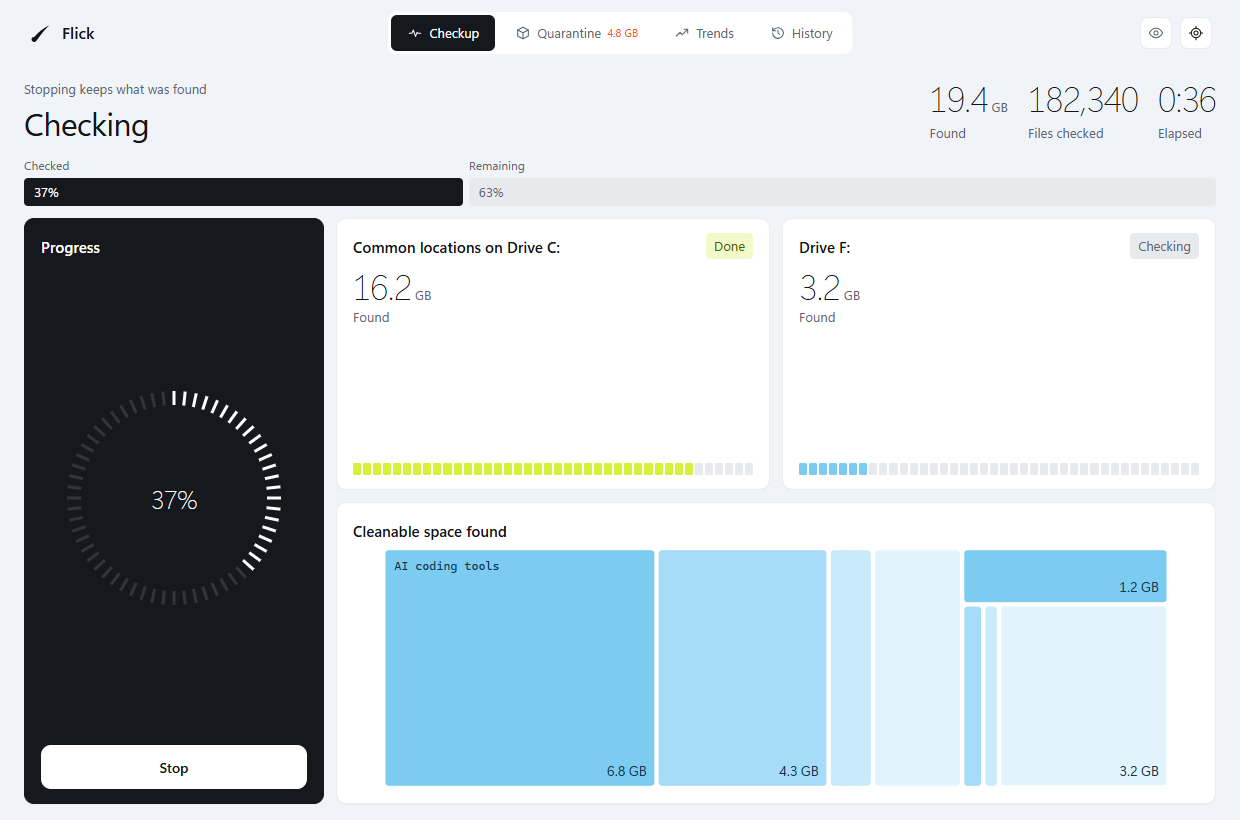 Flick
Checkup
Quarantine 4.8 GB
Trends
History
Stopping keeps what was found
Checking
19.4 GB
Found
182,340
Files checked
0:36
Elapsed
Checked
37%
Remaining
63%
Progress
37%
Stop
Common locations on Drive C:
Done
16.2 GB
Found
Drive F:
Checking
3.2 GB
Found
Cleanable space found
AI coding tools
6.8 GB
4.3 GB
1.2 GB
3.2 GB